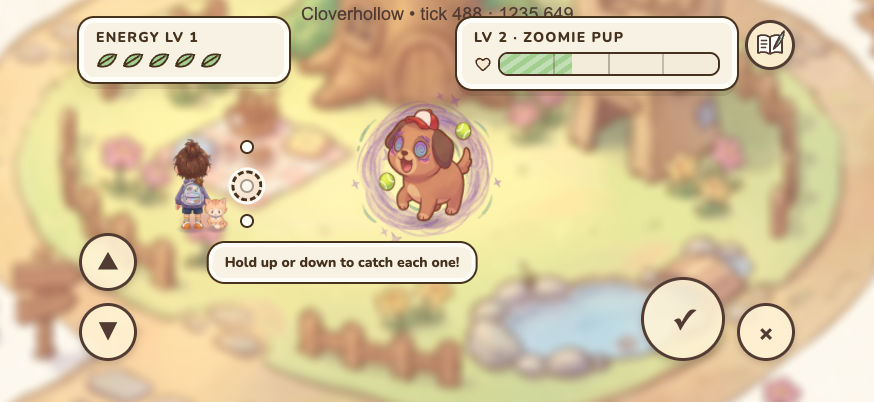 Cloverhollow • tick 488 · 1235,649
ENERGY LV 1
LV 2 · ZOOMIE PUP
Hold up or down to catch each one!